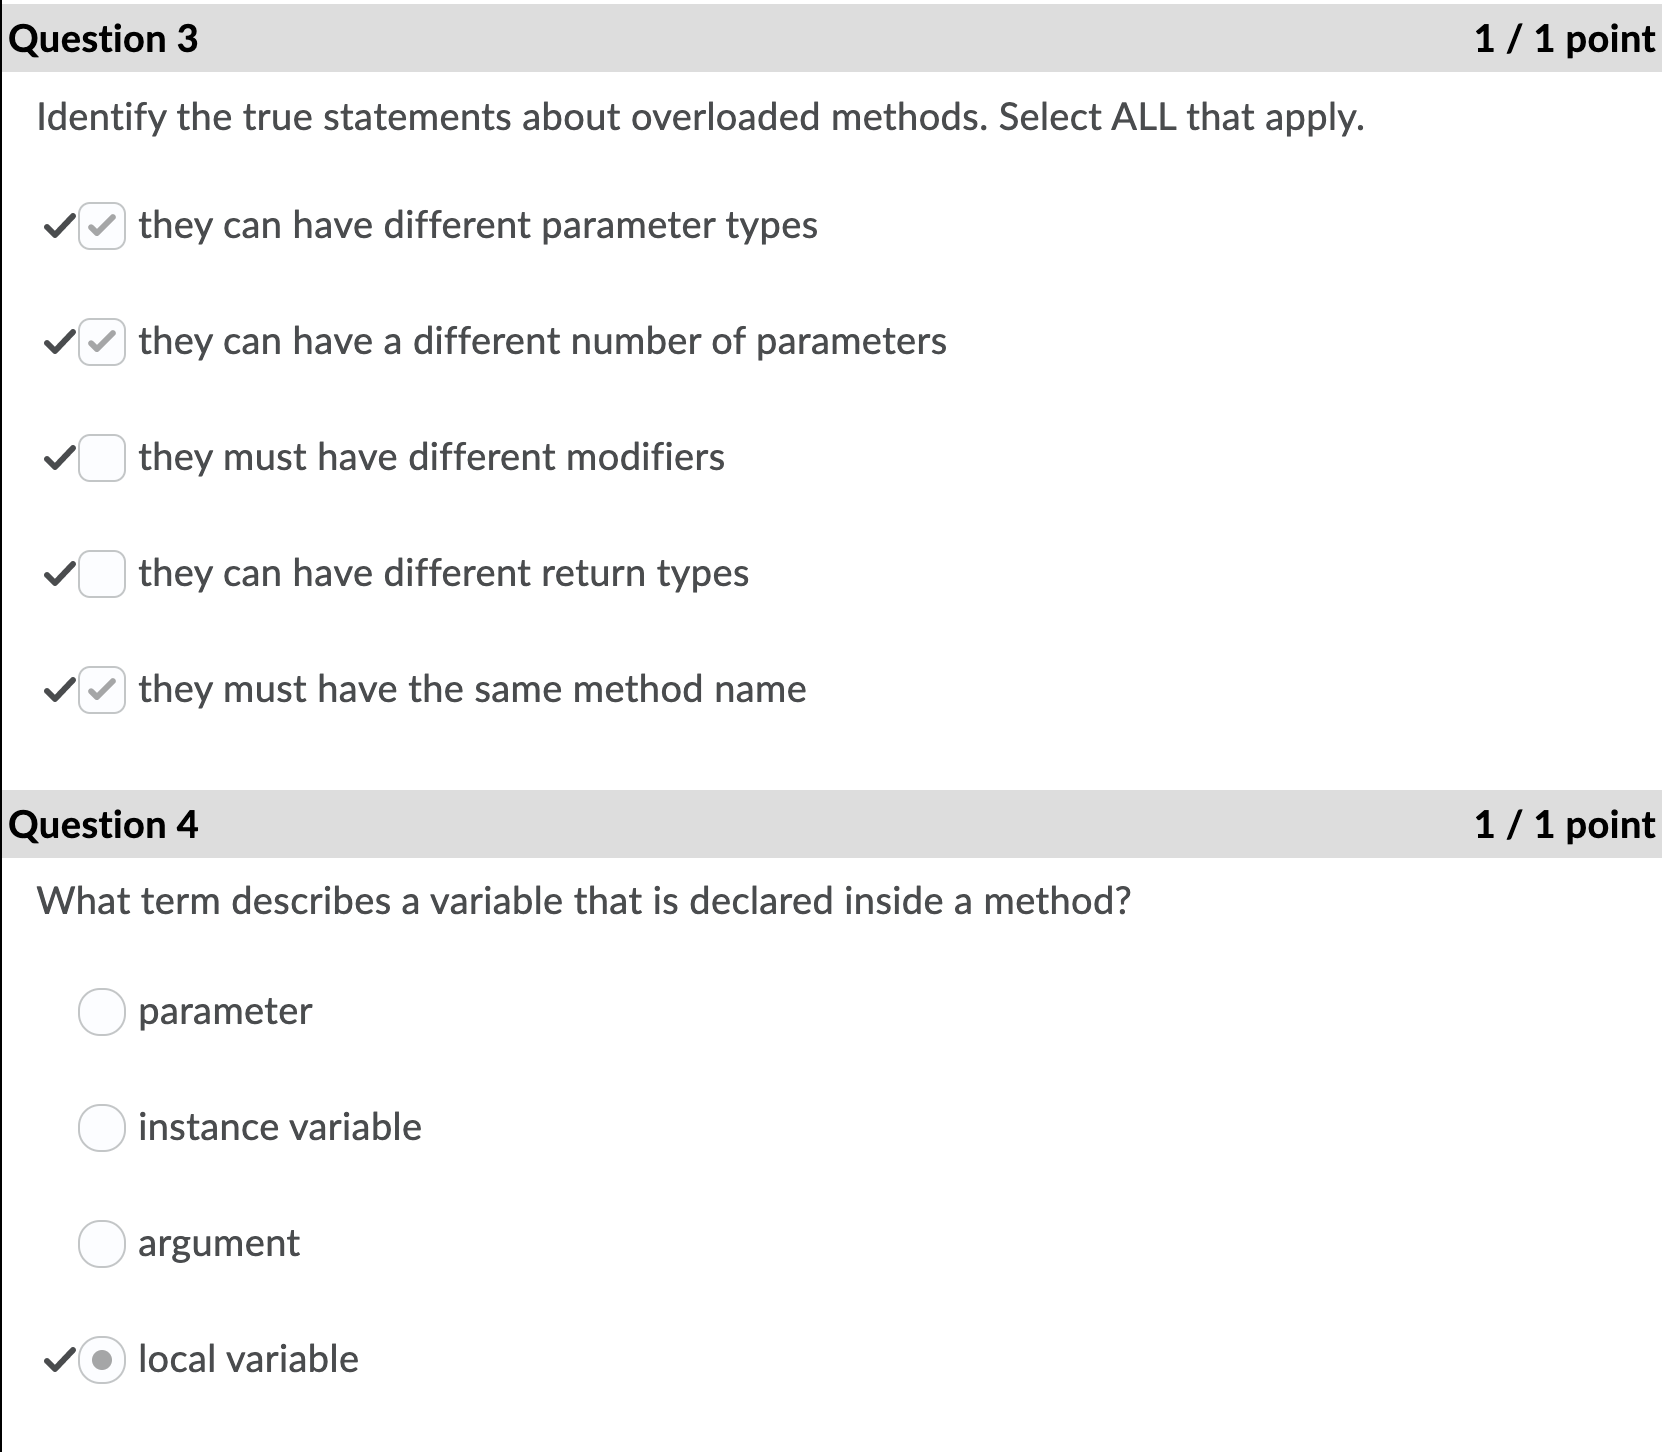 Question 3
1 / 1 point
Identify the true statements about overloaded methods. Select ALL that apply.
they can have different parameter types
they can have a different number of parameters
they must have different modifiers
they can have different return types
they must have the same method name
Question 4
1 / 1 point
What term describes a variable that is declared inside a method?
parameter
instance variable
argument
local variable